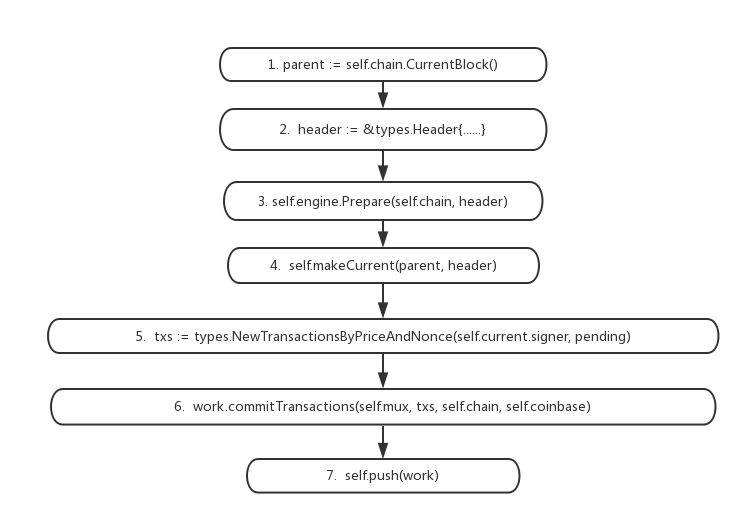 1. parent := self.chain.CurrentBlock()
2. header := &types.Header{......}
3. self.engine.Prepare(self.chain, header)
4. self.makeCurrent(parent, header)
5. txs := types.NewTransactionsByPriceAndNonce(self.current.signer, pending)
6. work.commitTransactions(self.mux, txs, self.chain, self.coinbase)
7. self.push(work)